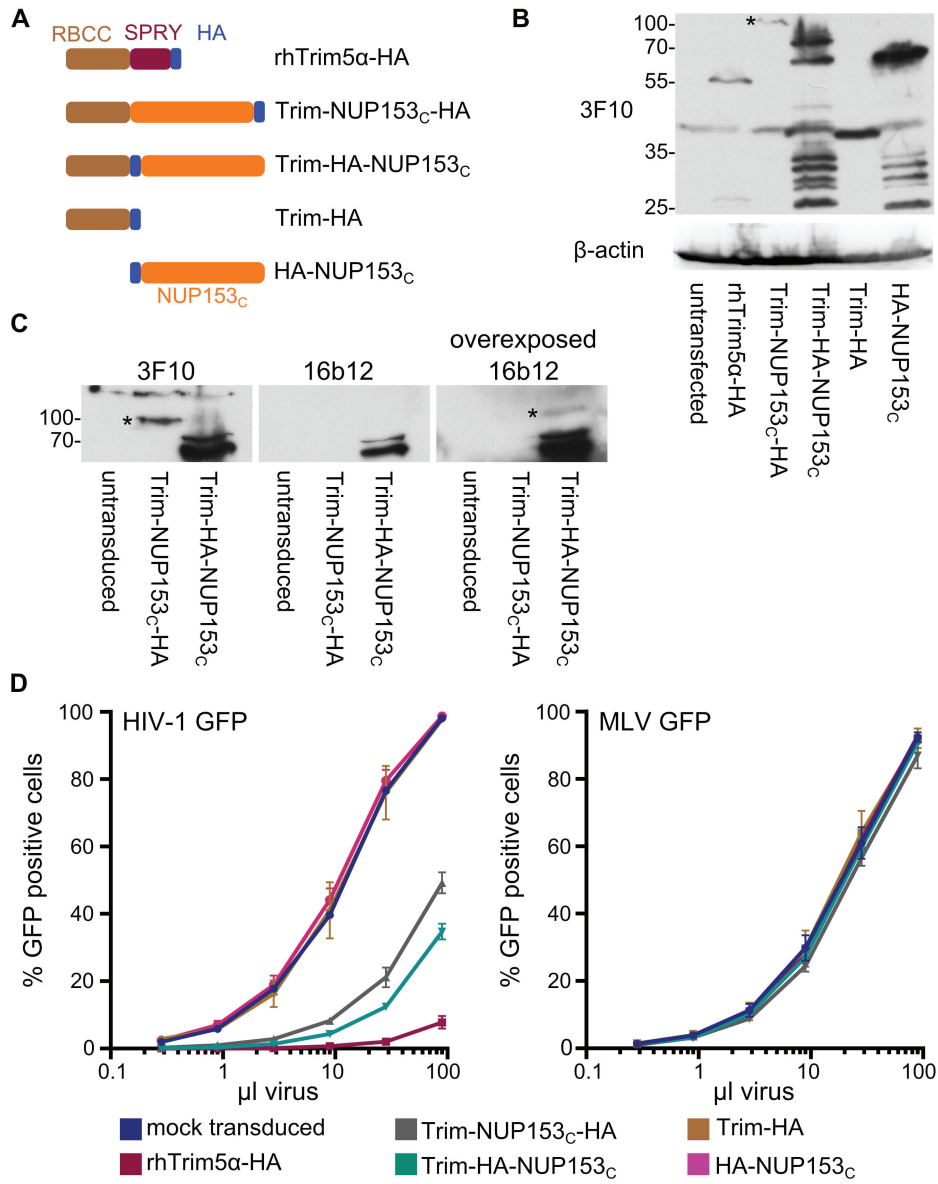 A
RBCC SPRY HA
rhTrim5α-HA
Trim-NUP153C-HA
Trim-HA-NUP153C
Trim-HA
HA-NUP153C
NUP153C
B
100-
70-
55-
3F10
35-
25-
*
β-actin
untransfected
rhTrim5α-HA
Trim-NUP153C-HA
Trim-HA-NUP153C
Trim-HA
HA-NUP153C
C
3F10
16b12
overexposed
16b12
100-
70-
*
*
untransduced
Trim-NUP153C-HA
Trim-HA-NUP153C
untransduced
Trim-NUP153C-HA
Trim-HA-NUP153C
untransduced
Trim-NUP153C-HA
Trim-HA-NUP153C
D
HIV-1 GFP
% GFP positive cells
100
80
60
40
20
0
0.1 1 10 100
µl virus
MLV GFP
% GFP positive cells
100
80
60
40
20
0
0.1 1 10 100
µl virus
mock transduced
rhTrim5α-HA
Trim-NUP153C-HA
Trim-HA-NUP153C
Trim-HA
HA-NUP153C